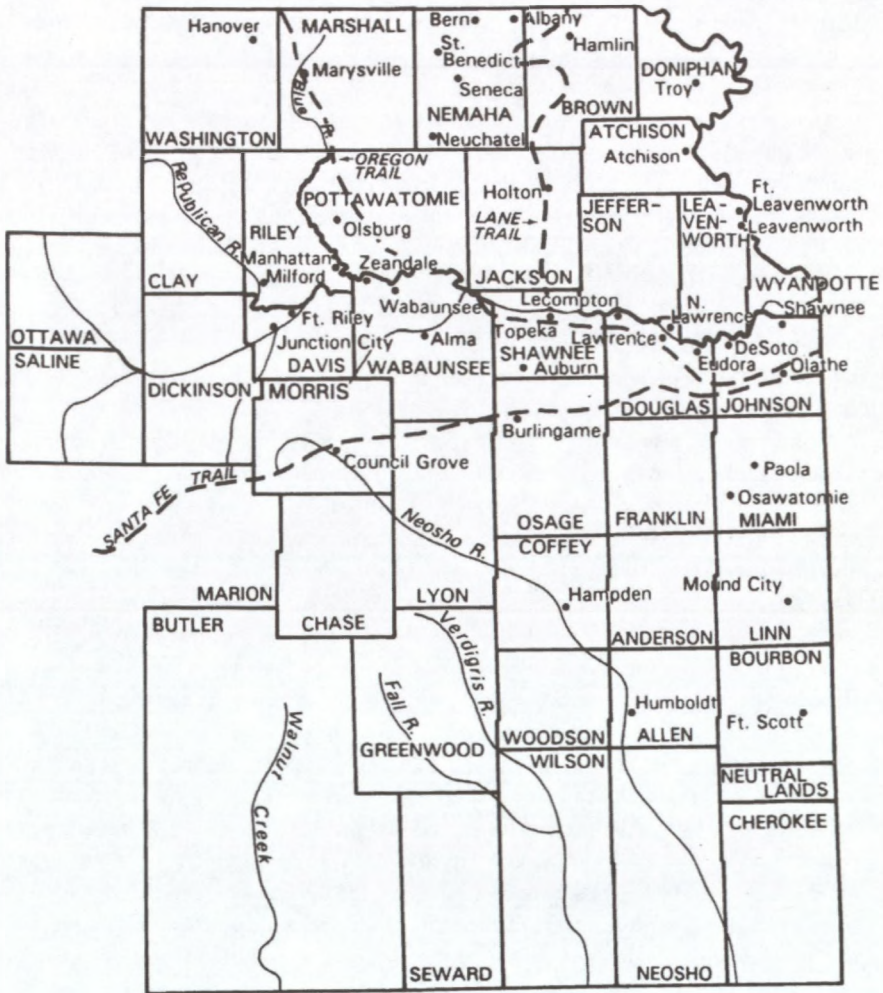 Hanover
MARSHALL
Bern
Albany
St.
Benedict
Hamlin
Marysville
Blue R.
Seneca
DONIPHAN
Troy
BROWN
NEMAHA
WASHINGTON
Neuchatel
ATCHISON
Atchison
OREGON
TRAIL
Republican R.
POTTAWATOMIE
Holton
LANE
TRAIL
JEFFER-
SON
LEA-
VEN-
WORTH
Ft.
Leavenworth
Leavenworth
Olsburg
RILEY
Manhattan
Milford
Zeandale
CLAY
JACKSON
WYANDOTTE
Wabaunsee
Lecompton
N.
Lawrence
Shawnee
Ft. Riley
OTTAWA
Junction City
Alma
Topeka
Lawrence
DeSoto
SALINE
DAVIS
WABAUNSEE
SHAWNEE
Auburn
Eudora
Olathe
DICKINSON
MORRIS
DOUGLAS
JOHNSON
Burlingame
Council Grove
Paola
SANTA FE TRAIL
Osawatomie
Neosho R.
OSAGE
FRANKLIN
MIAMI
COFFEY
MARION
LYON
Hampden
Mound City
BUTLER
CHASE
ANDERSON
LINN
Verdigris R.
BOURBON
Fall R.
Humboldt
Walnut Creek
Ft. Scott
GREENWOOD
WOODSON
ALLEN
WILSON
NEUTRAL
LANDS
CHEROKEE
SEWARD
NEOSHO